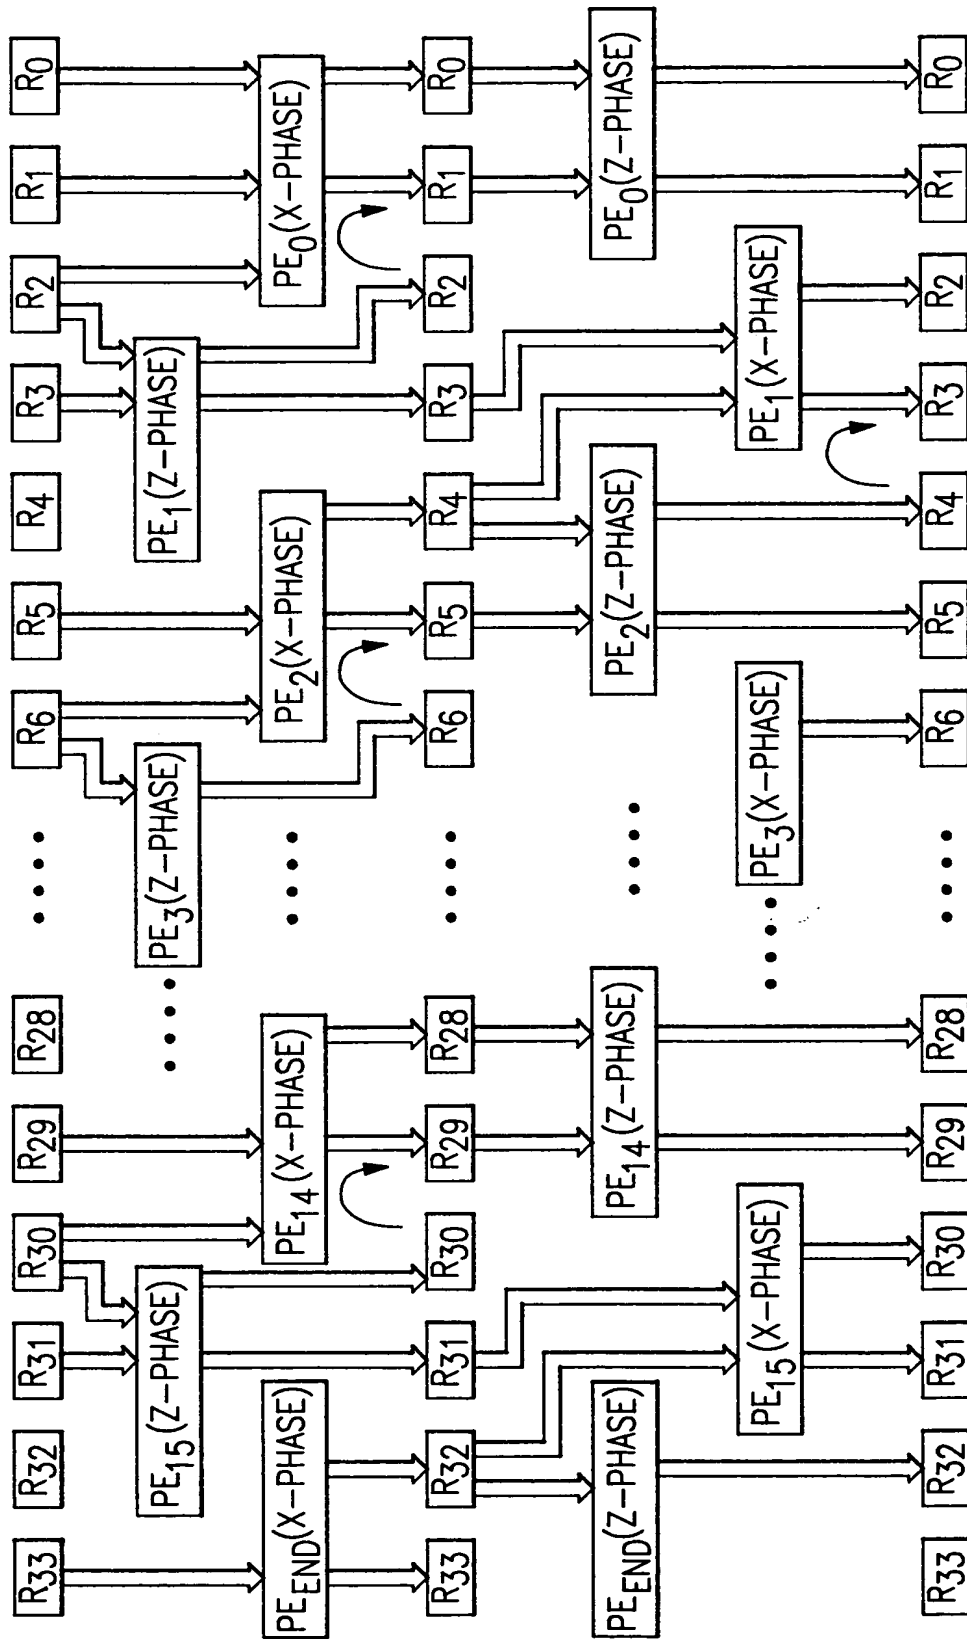 R33 R32 R31 R30 R29 R28 R6 R5 R4 R3 R2 R1 R0
PE15(Z-PHASE) PE3(Z-PHASE) PE1(Z-PHASE)
PEEND(X-PHASE) PE14(X-PHASE) PE2(X-PHASE) PE0(X-PHASE)
R33 R32 R31 R30 R29 R28 R6 R5 R4 R3 R2 R1 R0
PEEND(Z-PHASE) PE14(Z-PHASE) PE2(Z-PHASE) PE0(Z-PHASE)
PE15(X-PHASE) PE3(X-PHASE) PE1(X-PHASE)
R33 R32 R31 R30 R29 R28 R6 R5 R4 R3 R2 R1 R0